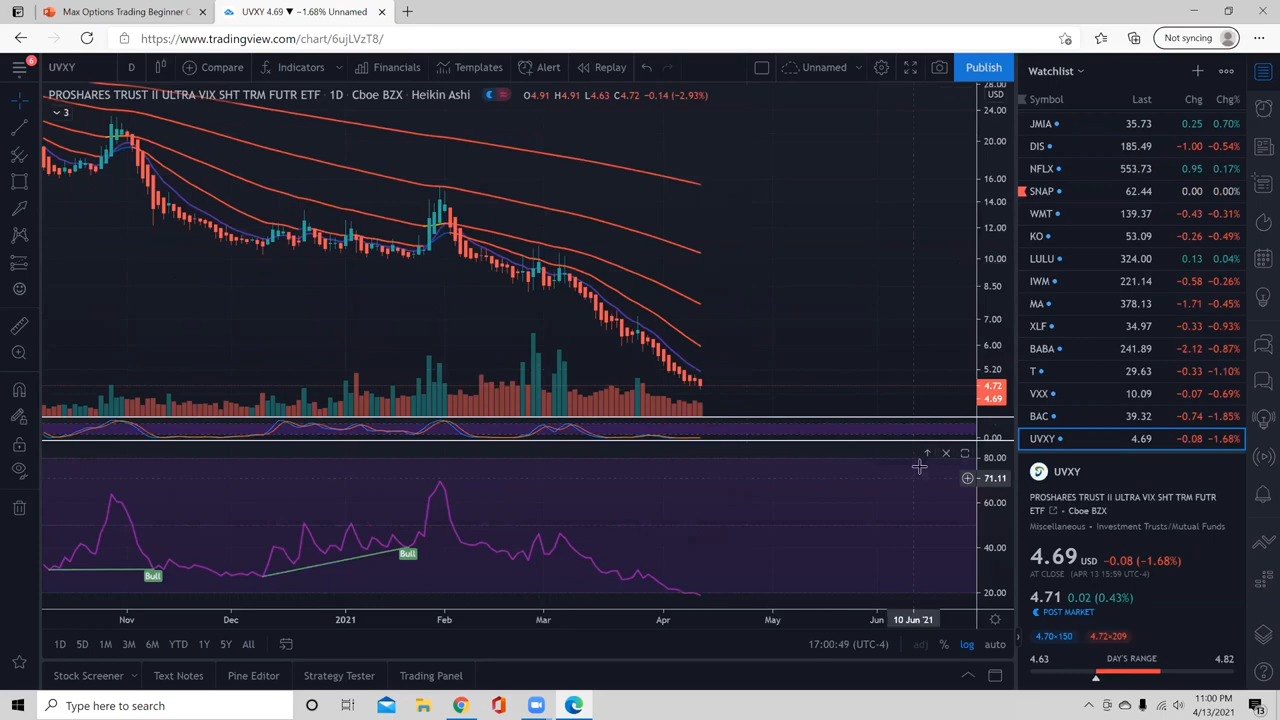 Max Options Trading Beginner C
UVXY 4.69 ▼ −1.68% Unnamed
https://www.tradingview.com/chart/6ujLVzT8/
Not syncing
6
UVXY
D
Compare
Indicators
Financials
Templates
Alert
Replay
Unnamed
Publish
PROSHARES TRUST II ULTRA VIX SHT TRM FUTR ETF · 1D · Cboe BZX · Heikin Ashi
O4.91 H4.91 L4.63 C4.72 −0.14 (−2.93%)
3
28.00
USD
24.00
20.00
16.00
14.00
12.00
10.00
8.50
7.00
6.00
5.20
4.72
4.69
0.00
80.00
71.11
60.00
40.00
20.00
Bull
Bull
Nov
Dec
2021
Feb
Mar
Apr
May
Jun
10 Jun '21
1D 5D 1M 3M 6M YTD 1Y 5Y All
17:00:49 (UTC-4)
adj % log auto
Stock Screener
Text Notes
Pine Editor
Strategy Tester
Trading Panel
Watchlist
Symbol Last Chg Chg%
JMIA 35.73 0.25 0.70%
DIS 185.49 −1.00 −0.54%
NFLX 553.73 0.95 0.17%
SNAP 62.44 0.00 0.00%
WMT 139.37 −0.43 −0.31%
KO 53.09 −0.26 −0.49%
LULU 324.00 0.13 0.04%
IWM 221.14 −0.58 −0.26%
MA 378.13 −1.71 −0.45%
XLF 34.97 −0.33 −0.93%
BABA 241.89 −2.12 −0.87%
T 29.63 −0.33 −1.10%
VXX 10.09 −0.07 −0.69%
BAC 39.32 −0.74 −1.85%
UVXY 4.69 −0.08 −1.68%
UVXY
PROSHARES TRUST II ULTRA VIX SHT TRM FUTR
ETF · Cboe BZX
Miscellaneous · Investment Trusts/Mutual Funds
4.69 USD −0.08 (−1.68%)
AT CLOSE (APR 13 15:59 UTC-4)
4.71 0.02 (0.43%)
POST MARKET
4.70×150 4.72×209
4.63 DAY'S RANGE 4.82
Type here to search
11:00 PM
4/13/2021
13